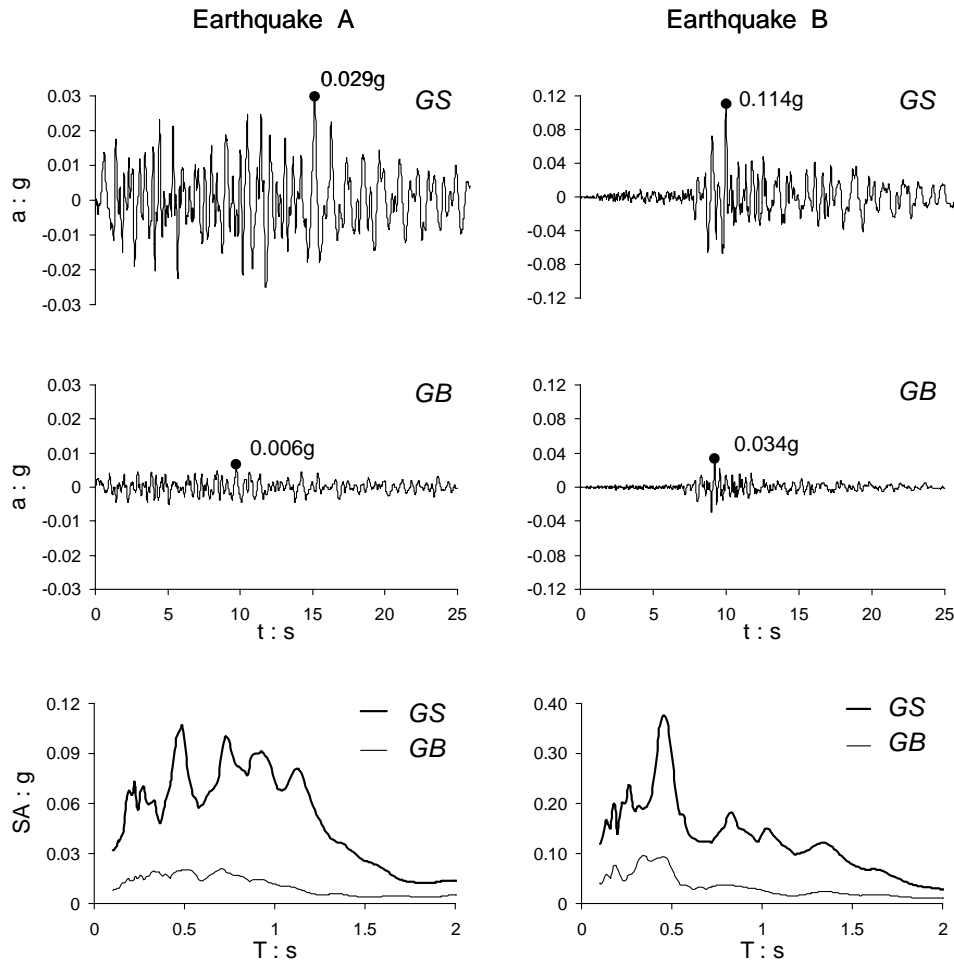 Earthquake A
Earthquake B
0.029g
GS
0.03
0.02
0.01
0
-0.01
-0.02
-0.03
a : g
0.114g
GS
0.12
0.08
0.04
0
-0.04
-0.08
-0.12
GB
0.006g
0.03
0.02
0.01
0
-0.01
-0.02
-0.03
a : g
0 5 10 15 20 25
t : s
GB
0.034g
0.12
0.08
0.04
0
-0.04
-0.08
-0.12
0 5 10 15 20 25
t : s
0.12
0.09
0.06
0.03
0
SA : g
GS
GB
0 0.5 1 1.5 2
T : s
0.40
0.30
0.20
0.10
0
GS
GB
0 0.5 1 1.5 2
T : s